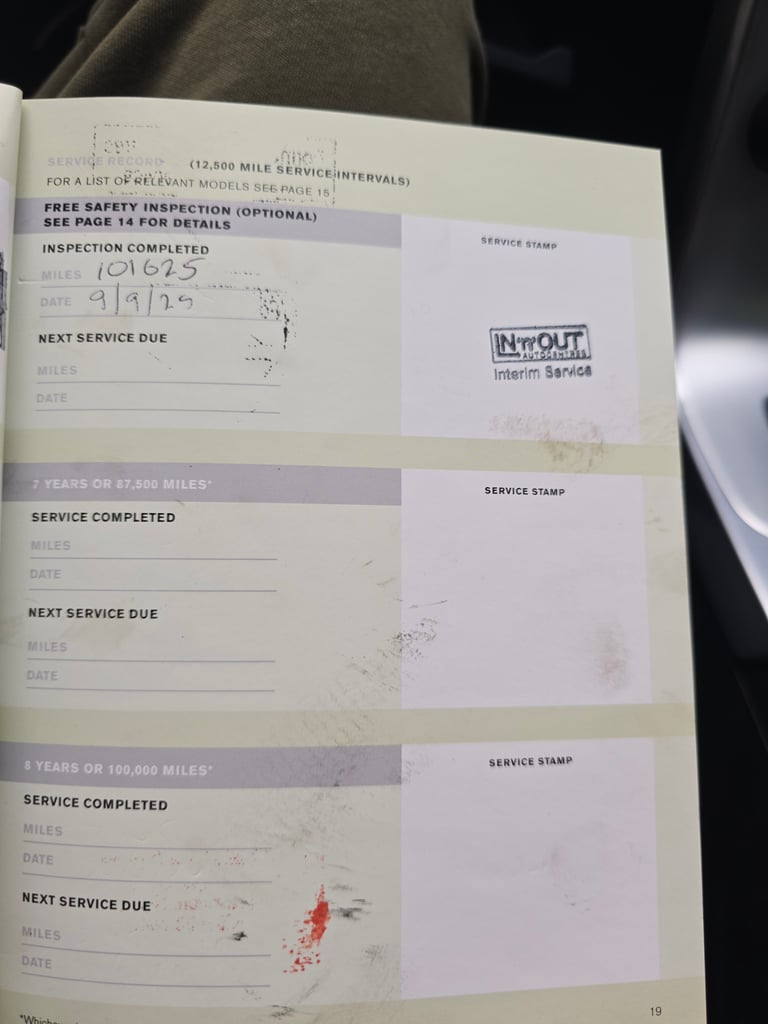 SERVICE RECORD (12,500 MILE SERVICE INTERVALS)
FOR A LIST OF RELEVANT MODELS SEE PAGE 15
FREE SAFETY INSPECTION (OPTIONAL)
SEE PAGE 14 FOR DETAILS
INSPECTION COMPLETED
MILES 101625
DATE 9/9/25
NEXT SERVICE DUE
MILES
DATE
SERVICE STAMP
IN'n'OUT
AUTOCENTRES
Interim Service
7 YEARS OR 87,500 MILES*
SERVICE COMPLETED
MILES
DATE
NEXT SERVICE DUE
MILES
DATE
SERVICE STAMP
8 YEARS OR 100,000 MILES*
SERVICE COMPLETED
MILES
DATE
NEXT SERVICE DUE
MILES
DATE
SERVICE STAMP
19